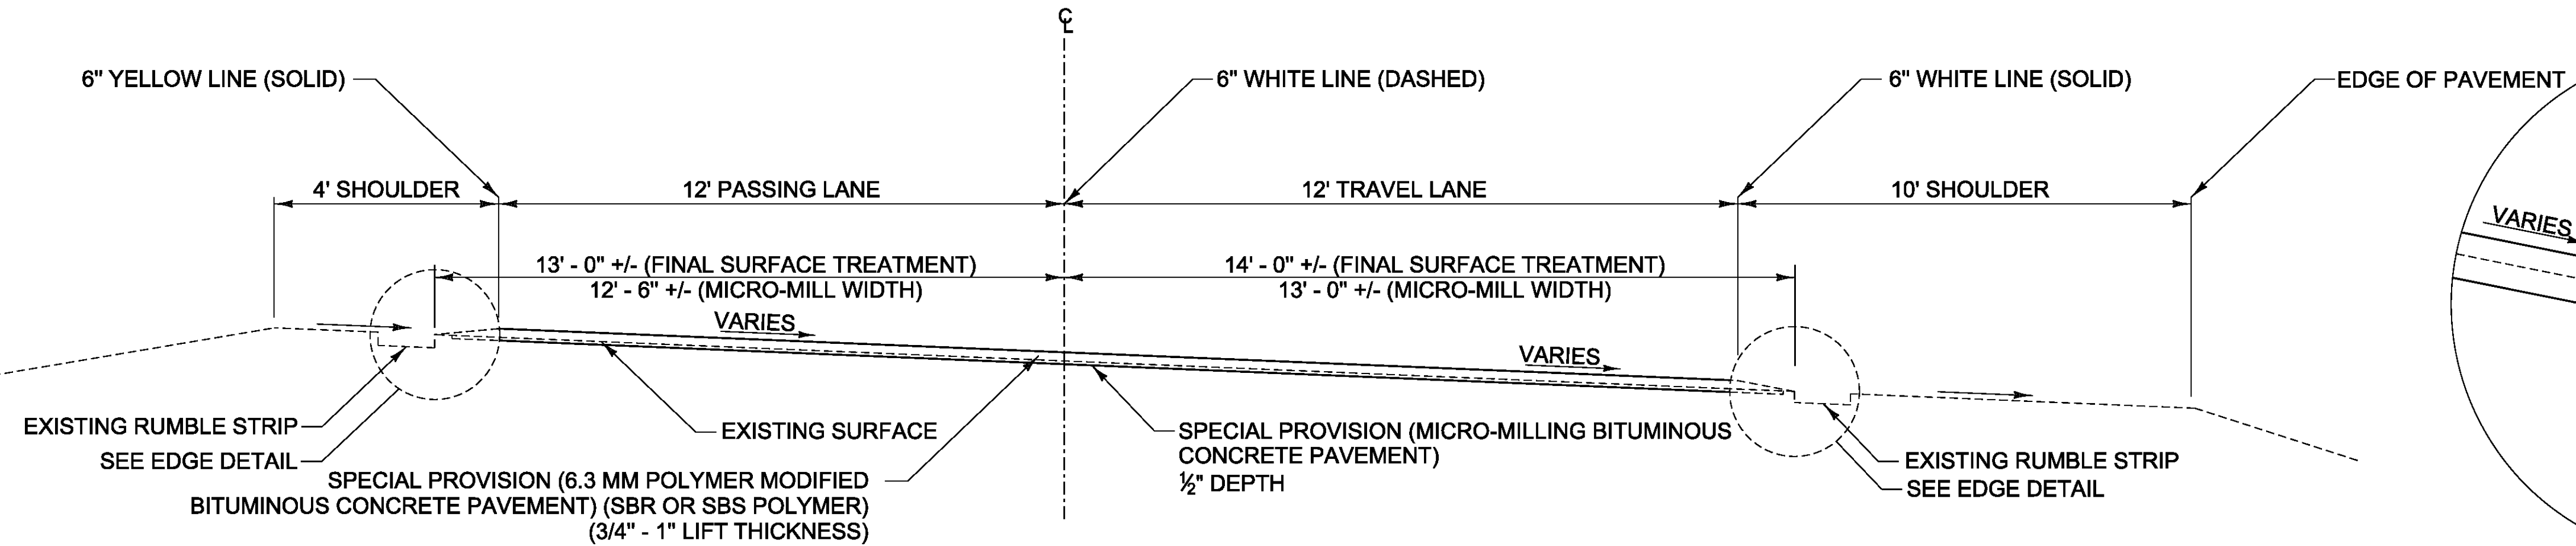 ℄
6" YELLOW LINE (SOLID)
6" WHITE LINE (DASHED)
6" WHITE LINE (SOLID)
EDGE OF PAVEMENT
4' SHOULDER
12' PASSING LANE
12' TRAVEL LANE
10' SHOULDER
VARIES
13' - 0" +/- (FINAL SURFACE TREATMENT)
12' - 6" +/- (MICRO-MILL WIDTH)
14' - 0" +/- (FINAL SURFACE TREATMENT)
13' - 0" +/- (MICRO-MILL WIDTH)
VARIES
VARIES
EXISTING RUMBLE STRIP
SEE EDGE DETAIL
EXISTING SURFACE
SPECIAL PROVISION (6.3 MM POLYMER MODIFIED
BITUMINOUS CONCRETE PAVEMENT) (SBR OR SBS POLYMER)
(3/4" - 1" LIFT THICKNESS)
SPECIAL PROVISION (MICRO-MILLING BITUMINOUS
CONCRETE PAVEMENT)
½" DEPTH
EXISTING RUMBLE STRIP
SEE EDGE DETAIL